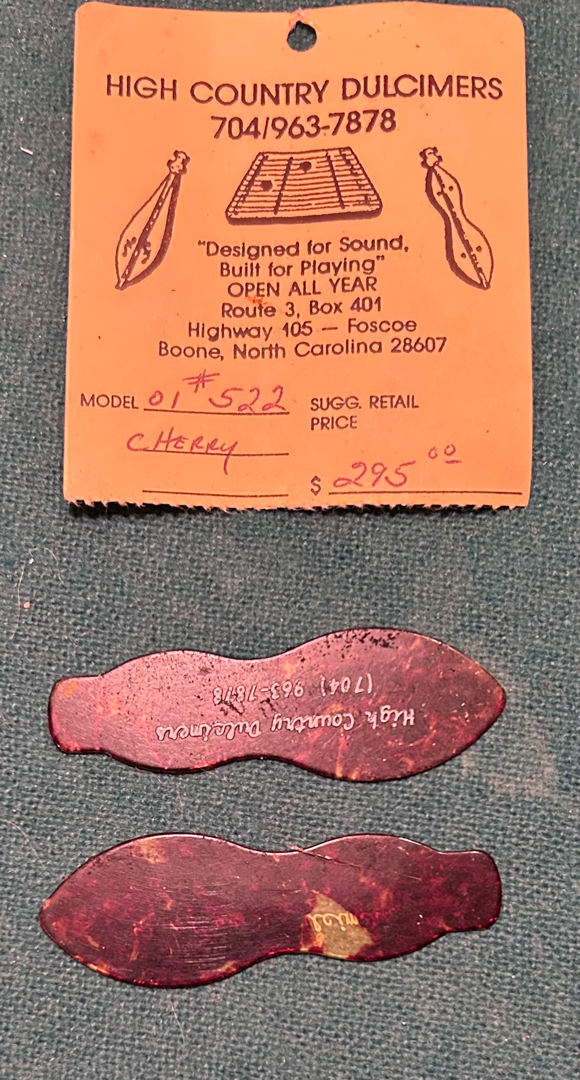 HIGH COUNTRY DULCIMERS
704/963-7878
"Designed for Sound,
Built for Playing"
OPEN ALL YEAR
Route 3, Box 401
Highway 105 — Foscoe
Boone, North Carolina 28607
MODEL 01 # 522
CHERRY
SUGG. RETAIL
PRICE
$ 295 00
High Country Dulcimers
(704) 963-7878